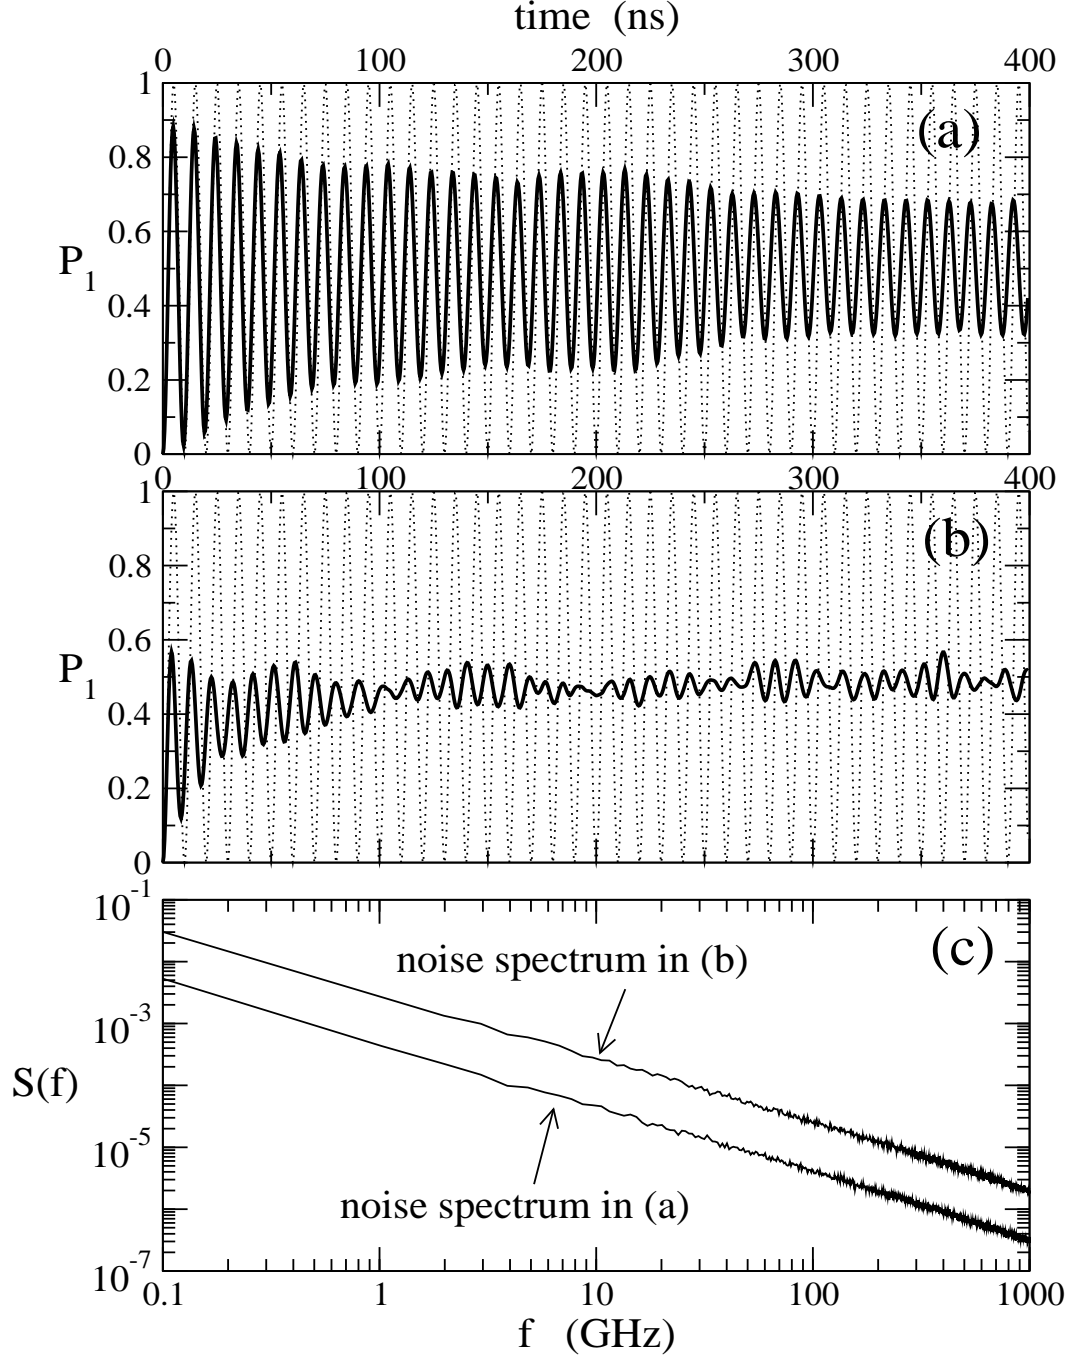 time (ns)
0 100 200 300 400
1
0.8
0.6
0.4
0.2
0
P1
(a)
0 100 200 300 400
1
0.8
0.6
0.4
0.2
0
P1
(b)
10-1
10-3
10-5
10-7
S(f)
(c)
noise spectrum in (b)
noise spectrum in (a)
0.1 1 10 100 1000
f (GHz)